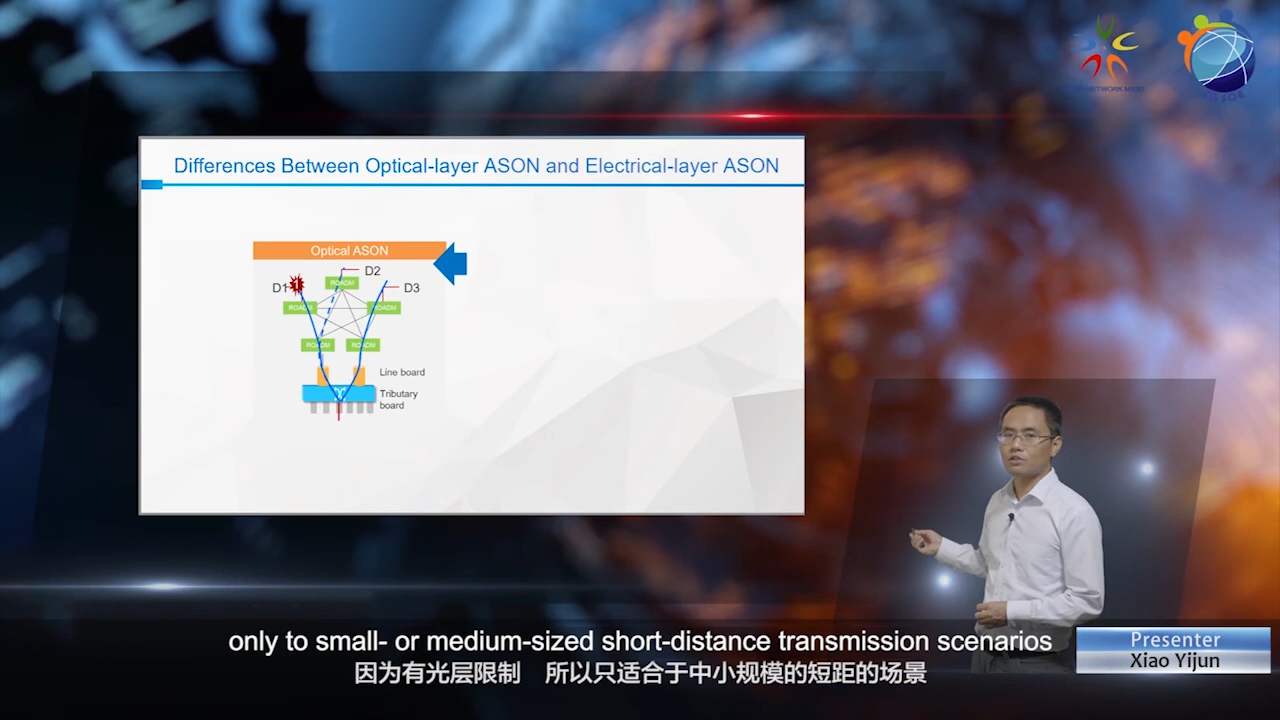 Differences Between Optical-layer ASON and Electrical-layer ASON
Optical ASON
D2
ROADM
D1
D3
ROADM
ROADM
ROADM
ROADM
Line board
Tributary
board
only to small- or medium-sized short-distance transmission scenarios
因为有光层限制 所以只适合于中小规模的短距的场景
Presenter
Xiao Yijun